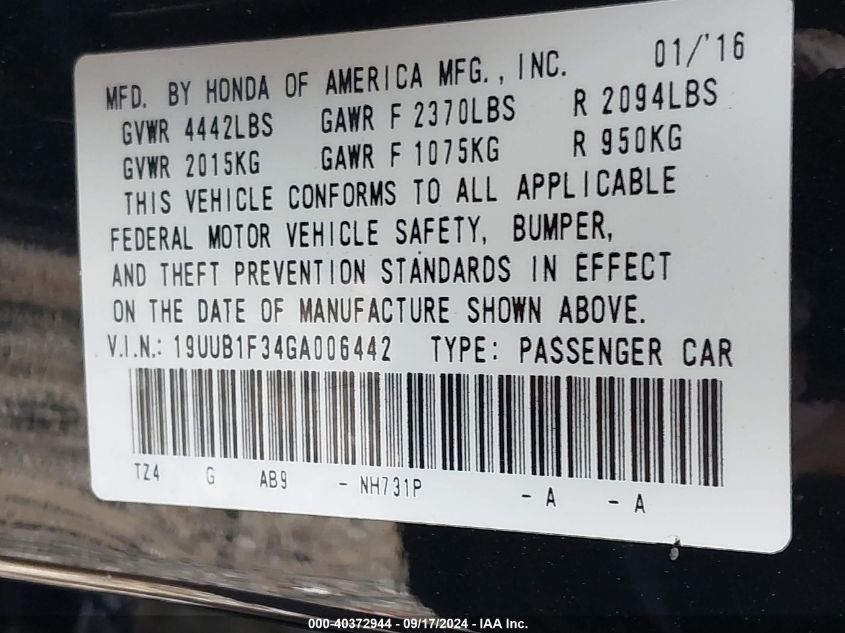 01/'16
MFD. BY HONDA OF AMERICA MFG., INC.
GVWR 4442LBS GAWR F 2370LBS R 2094LBS
GVWR 2015KG GAWR F 1075KG R 950KG
THIS VEHICLE CONFORMS TO ALL APPLICABLE
FEDERAL MOTOR VEHICLE SAFETY, BUMPER,
AND THEFT PREVENTION STANDARDS IN EFFECT
ON THE DATE OF MANUFACTURE SHOWN ABOVE.
V.I.N.: 19UUB1F34GA006442 TYPE: PASSENGER CAR
TZ4 G AB9 - NH731P - A - A
000-40372944 - 09/17/2024 - IAA Inc.